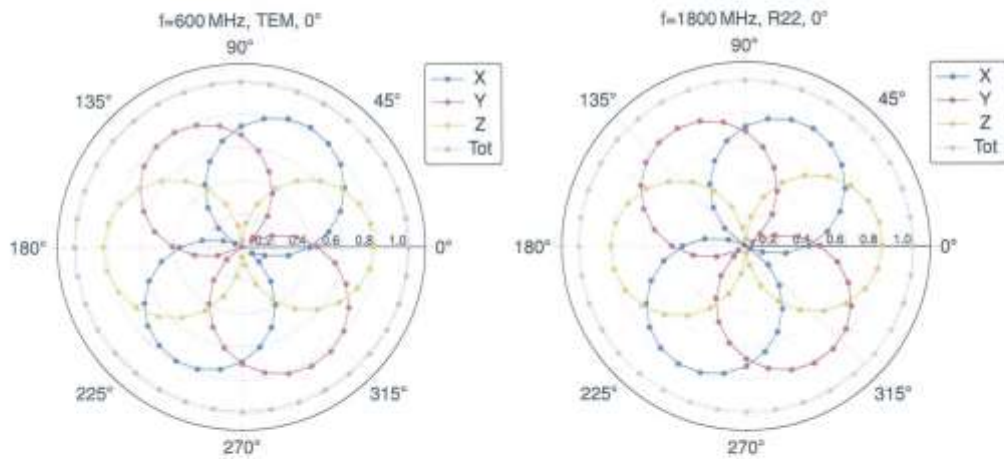 f=600 MHz, TEM, 0°
90°
135°
45°
X
Y
Z
Tot
180°
0.2 0.4 0.6 0.8 1.0
0°
225°
315°
270°
f=1800 MHz, R22, 0°
90°
135°
45°
X
Y
Z
Tot
180°
0.2 0.4 0.6 0.8 1.0
0°
225°
315°
270°